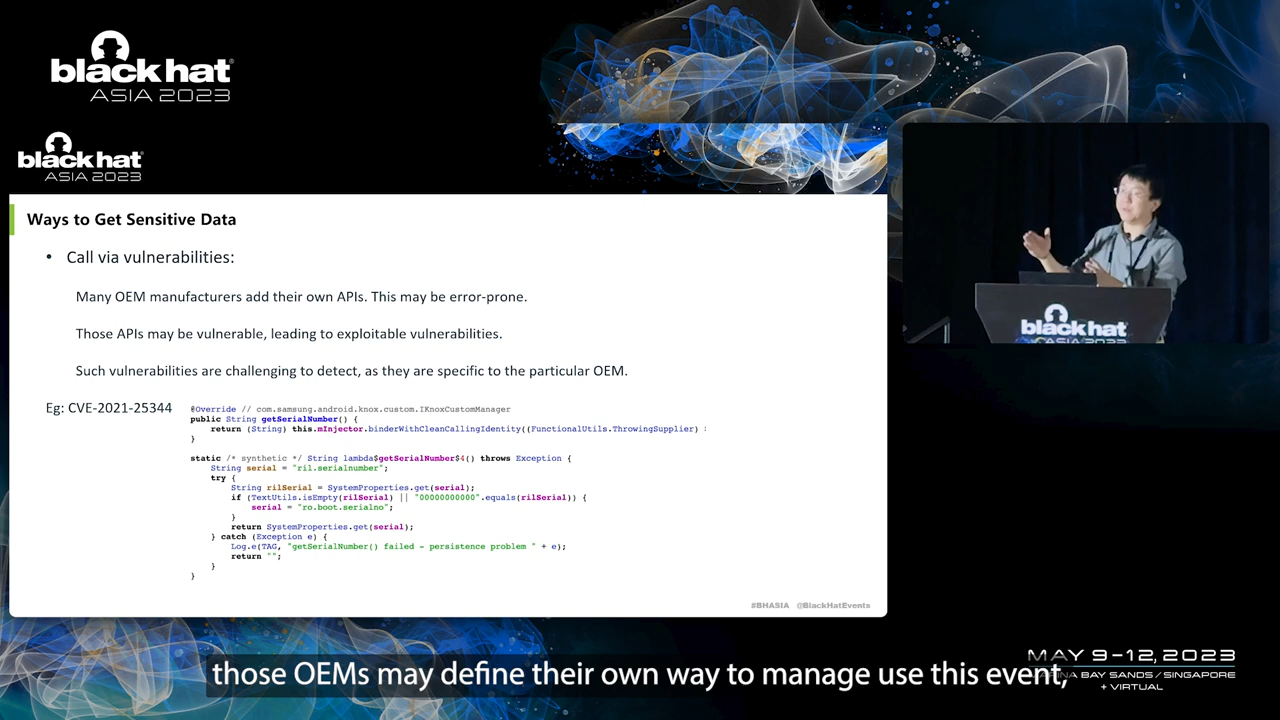 black hat
ASIA 2023
black hat
ASIA 2023
Ways to Get Sensitive Data
• Call via vulnerabilities:
Many OEM manufacturers add their own APIs. This may be error-prone.
Those APIs may be vulnerable, leading to exploitable vulnerabilities.
Such vulnerabilities are challenging to detect, as they are specific to the particular OEM.
Eg: CVE-2021-25344
@Override // com.samsung.android.knox.custom.IKnoxCustomManager
public String getSerialNumber() {
return (String) this.mInjector.binderWithCleanCallingIdentity((FunctionalUtils.ThrowingSupplier) :
}
static /* synthetic */ String lambda$getSerialNumber$4() throws Exception {
String serial = "ril.serialnumber";
try {
String rilSerial = SystemProperties.get(serial);
if (TextUtils.isEmpty(rilSerial) || "00000000000".equals(rilSerial)) {
serial = "ro.boot.serialno";
}
return SystemProperties.get(serial);
} catch (Exception e) {
Log.e(TAG, "getSerialNumber() failed - persistence problem " + e);
return "";
}
}
#BHASIA @BlackHatEvents
black hat
ASIA 2023
those OEMs may define their own way to manage use this event,
MAY 9-12, 2023
BAY SANDS / SINGAPORE
+ VIRTUAL